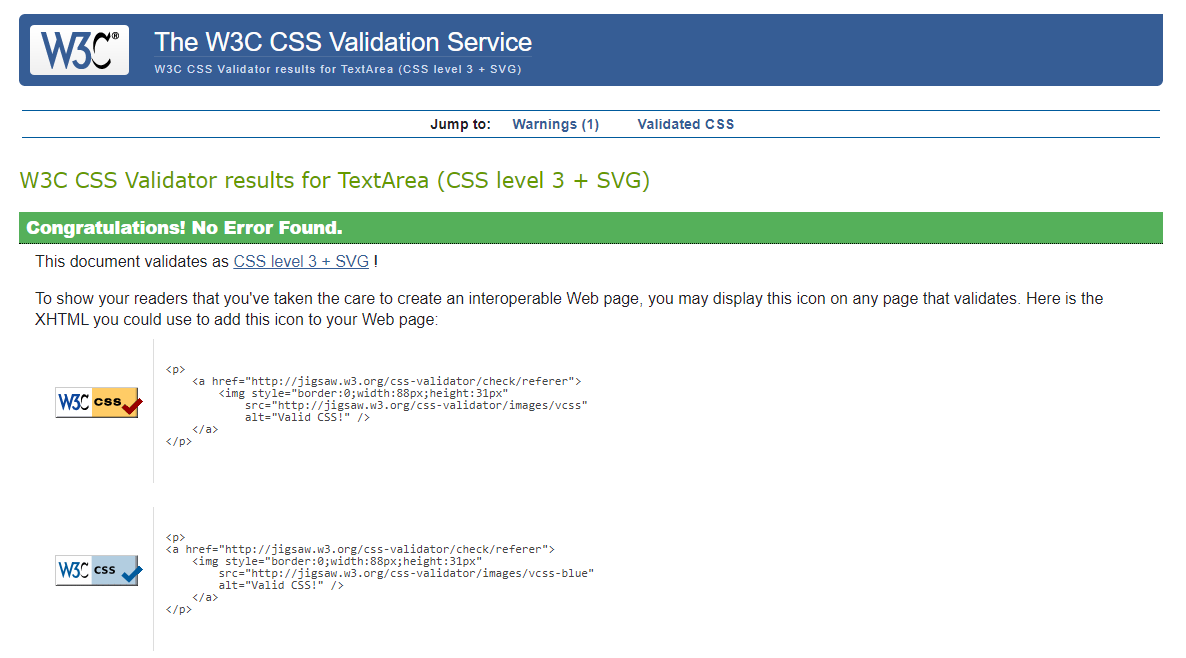 W3C®
The W3C CSS Validation Service
W3C CSS Validator results for TextArea (CSS level 3 + SVG)
Jump to: Warnings (1) Validated CSS
W3C CSS Validator results for TextArea (CSS level 3 + SVG)
Congratulations! No Error Found.
This document validates as CSS level 3 + SVG !
To show your readers that you've taken the care to create an interoperable Web page, you may display this icon on any page that validates. Here is the
XHTML you could use to add this icon to your Web page:
W3C css
<p>
<a href="http://jigsaw.w3.org/css-validator/check/referer">
<img style="border:0;width:88px;height:31px"
src="http://jigsaw.w3.org/css-validator/images/vcss"
alt="Valid CSS!" />
</a>
</p>
W3C css
<p>
<a href="http://jigsaw.w3.org/css-validator/check/referer">
<img style="border:0;width:88px;height:31px"
src="http://jigsaw.w3.org/css-validator/images/vcss-blue"
alt="Valid CSS!" />
</a>
</p>